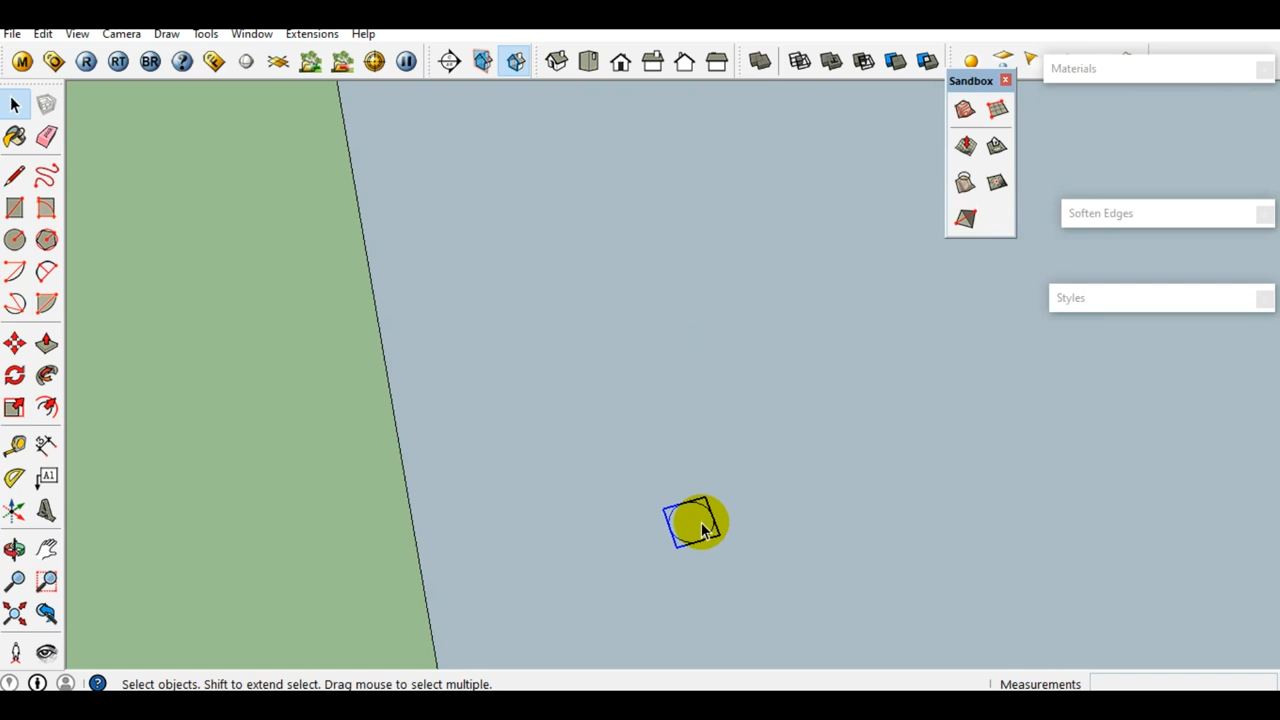 File Edit View Camera Draw Tools Window Extensions Help
M R RT BR ?
Materials
Sandbox
Soften Edges
Styles
A1
Select objects. Shift to extend select. Drag mouse to select multiple.
Measurements